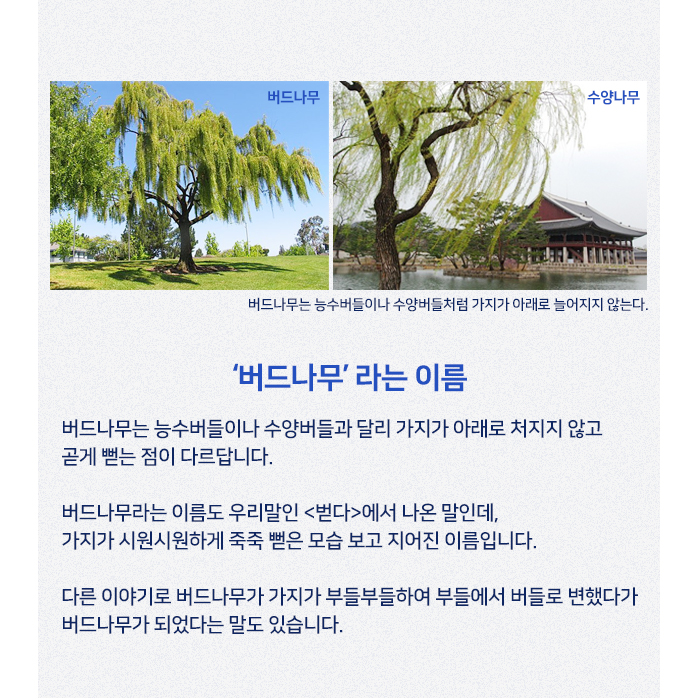 버드나무
수양나무
버드나무는 능수버들이나 수양버들처럼 가지가 아래로 늘어지지 않는다.
‘버드나무’ 라는 이름
버드나무는 능수버들이나 수양버들과 달리 가지가 아래로 처지지 않고
곧게 뻗는 점이 다르답니다.
버드나무라는 이름도 우리말인 <벋다>에서 나온 말인데,
가지가 시원시원하게 죽죽 뻗은 모습 보고 지어진 이름입니다.
다른 이야기로 버드나무가 가지가 부들부들하여 부들에서 버들로 변했다가
버드나무가 되었다는 말도 있습니다.